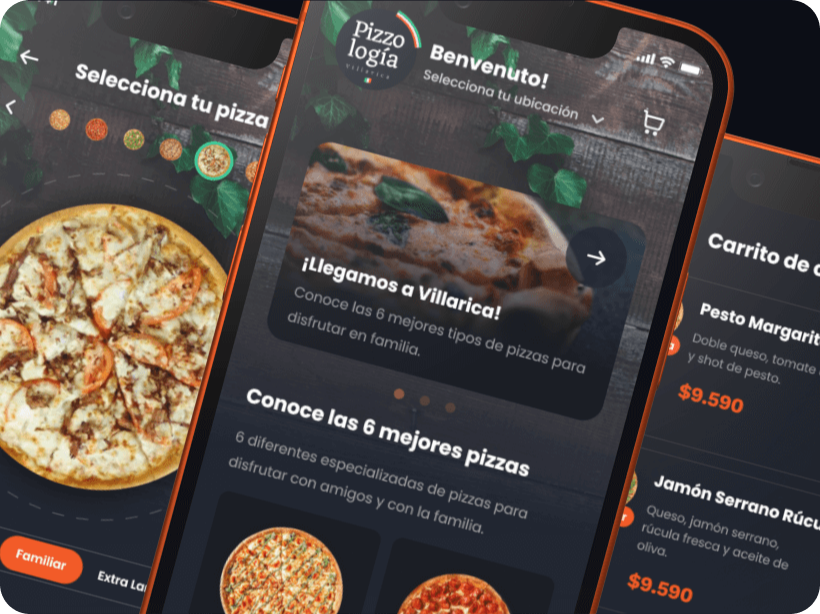 Selecciona tu pizza
Familiar
Extra
Pizzo
logía
Villarica
Benvenuto!
Selecciona tu ubicación
¡Llegamos a Villarica!
Conoce las 6 mejores tipos de pizzas para
disfrutar en familia.
Conoce las 6 mejores pizzas
6 diferentes especializadas de pizzas para
disfrutar con amigos y con la familia.
Carrito de
Pesto
Doble queso, tomate
y shot de pesto.
$9.590
Jamón Serrano
Queso, jamón serrano,
rúcula fresca y aceite de
oliva.
$9.590